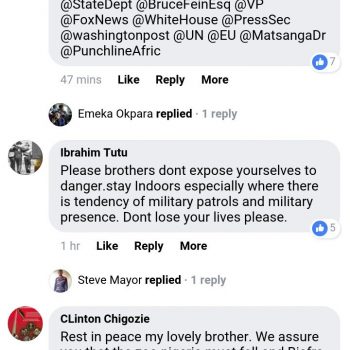 @StateDept @BruceFeinEsq @VP
@FoxNews @WhiteHouse @PressSec
@washingtonpost @UN @EU @MatsangaDr
@PunchlineAfric
7
47 mins Like Reply More
Emeka Okpara replied · 1 reply
Ibrahim Tutu
Please brothers dont expose yourselves to
danger.stay Indoors especially where there
is tendency of military patrols and military
presence. Dont lose your lives please.
5
1 hr Like Reply More
Steve Mayor replied · 1 reply
CLinton Chigozie
Rest in peace my lovely brother. We assure